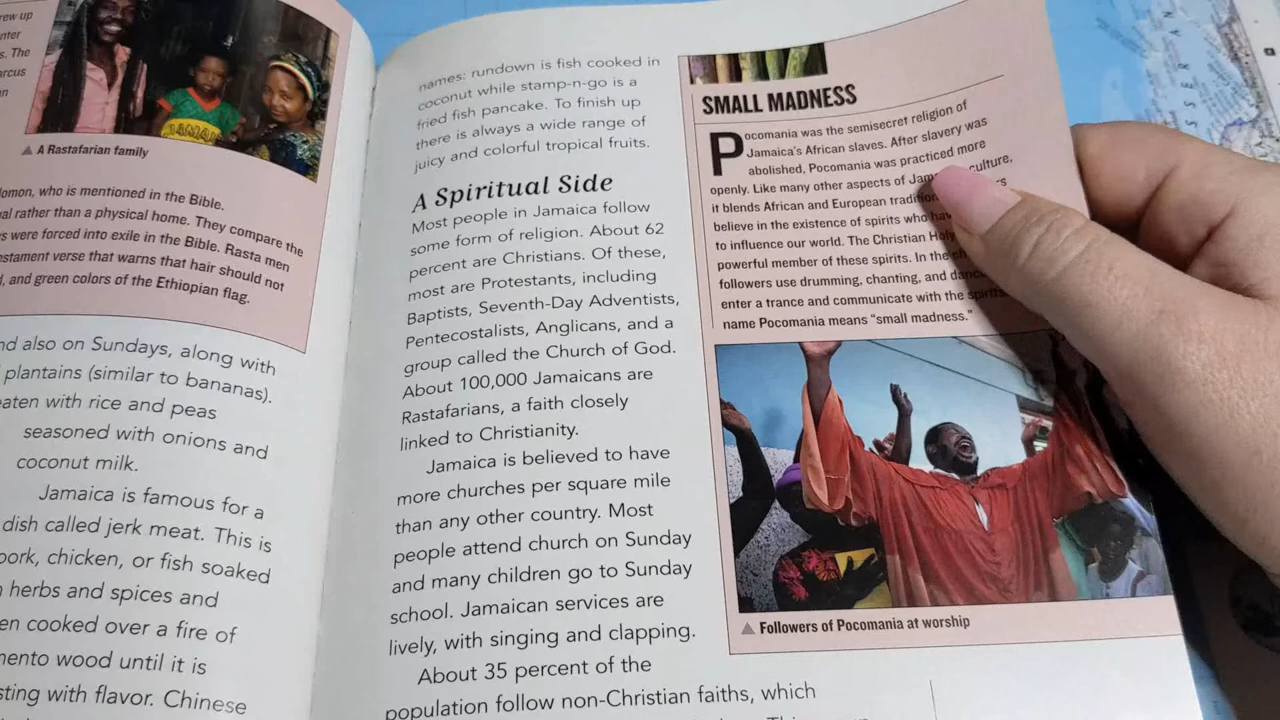 rew up
nter
s. The
arcus
an
JAMAI
A Rastafarian family
lomon, who is mentioned in the Bible.
al rather than a physical home. They compare the
s were forced into exile in the Bible. Rasta men
estament verse that warns that hair should not
d, and green colors of the Ethiopian flag.
nd also on Sundays, along with
plantains (similar to bananas).
eaten with rice and peas
seasoned with onions and
coconut milk.
Jamaica is famous for a
dish called jerk meat. This is
pork, chicken, or fish soaked
n herbs and spices and
en cooked over a fire of
mento wood until it is
sting with flavor. Chinese
names: rundown is fish cooked in
coconut while stamp-n-go is a
fried fish pancake. To finish up
there is always a wide range of
juicy and colorful tropical fruits.
A Spiritual Side
Most people in Jamaica follow
some form of religion. About 62
percent are Christians. Of these,
most are Protestants, including
Baptists, Seventh-Day Adventists,
Pentecostalists, Anglicans, and a
group called the Church of God.
About 100,000 Jamaicans are
Rastafarians, a faith closely
linked to Christianity.
Jamaica is believed to have
more churches per square mile
than any other country. Most
people attend church on Sunday
and many children go to Sunday
school. Jamaican services are
lively, with singing and clapping.
About 35 percent of the
population follow non-Christian faiths, which
SMALL MADNESS
Pocomania was the semisecret religion of
Jamaica's African slaves. After slavery was
abolished, Pocomania was practiced more
openly. Like many other aspects of Jam culture,
it blends African and European tradition rs
believe in the existence of spirits who hav
to influence our world. The Christian Holy
powerful member of these spirits. In the ch
followers use drumming, chanting, and danc
enter a trance and communicate with the spirits.
name Pocomania means “small madness.”
Followers of Pocomania at worship